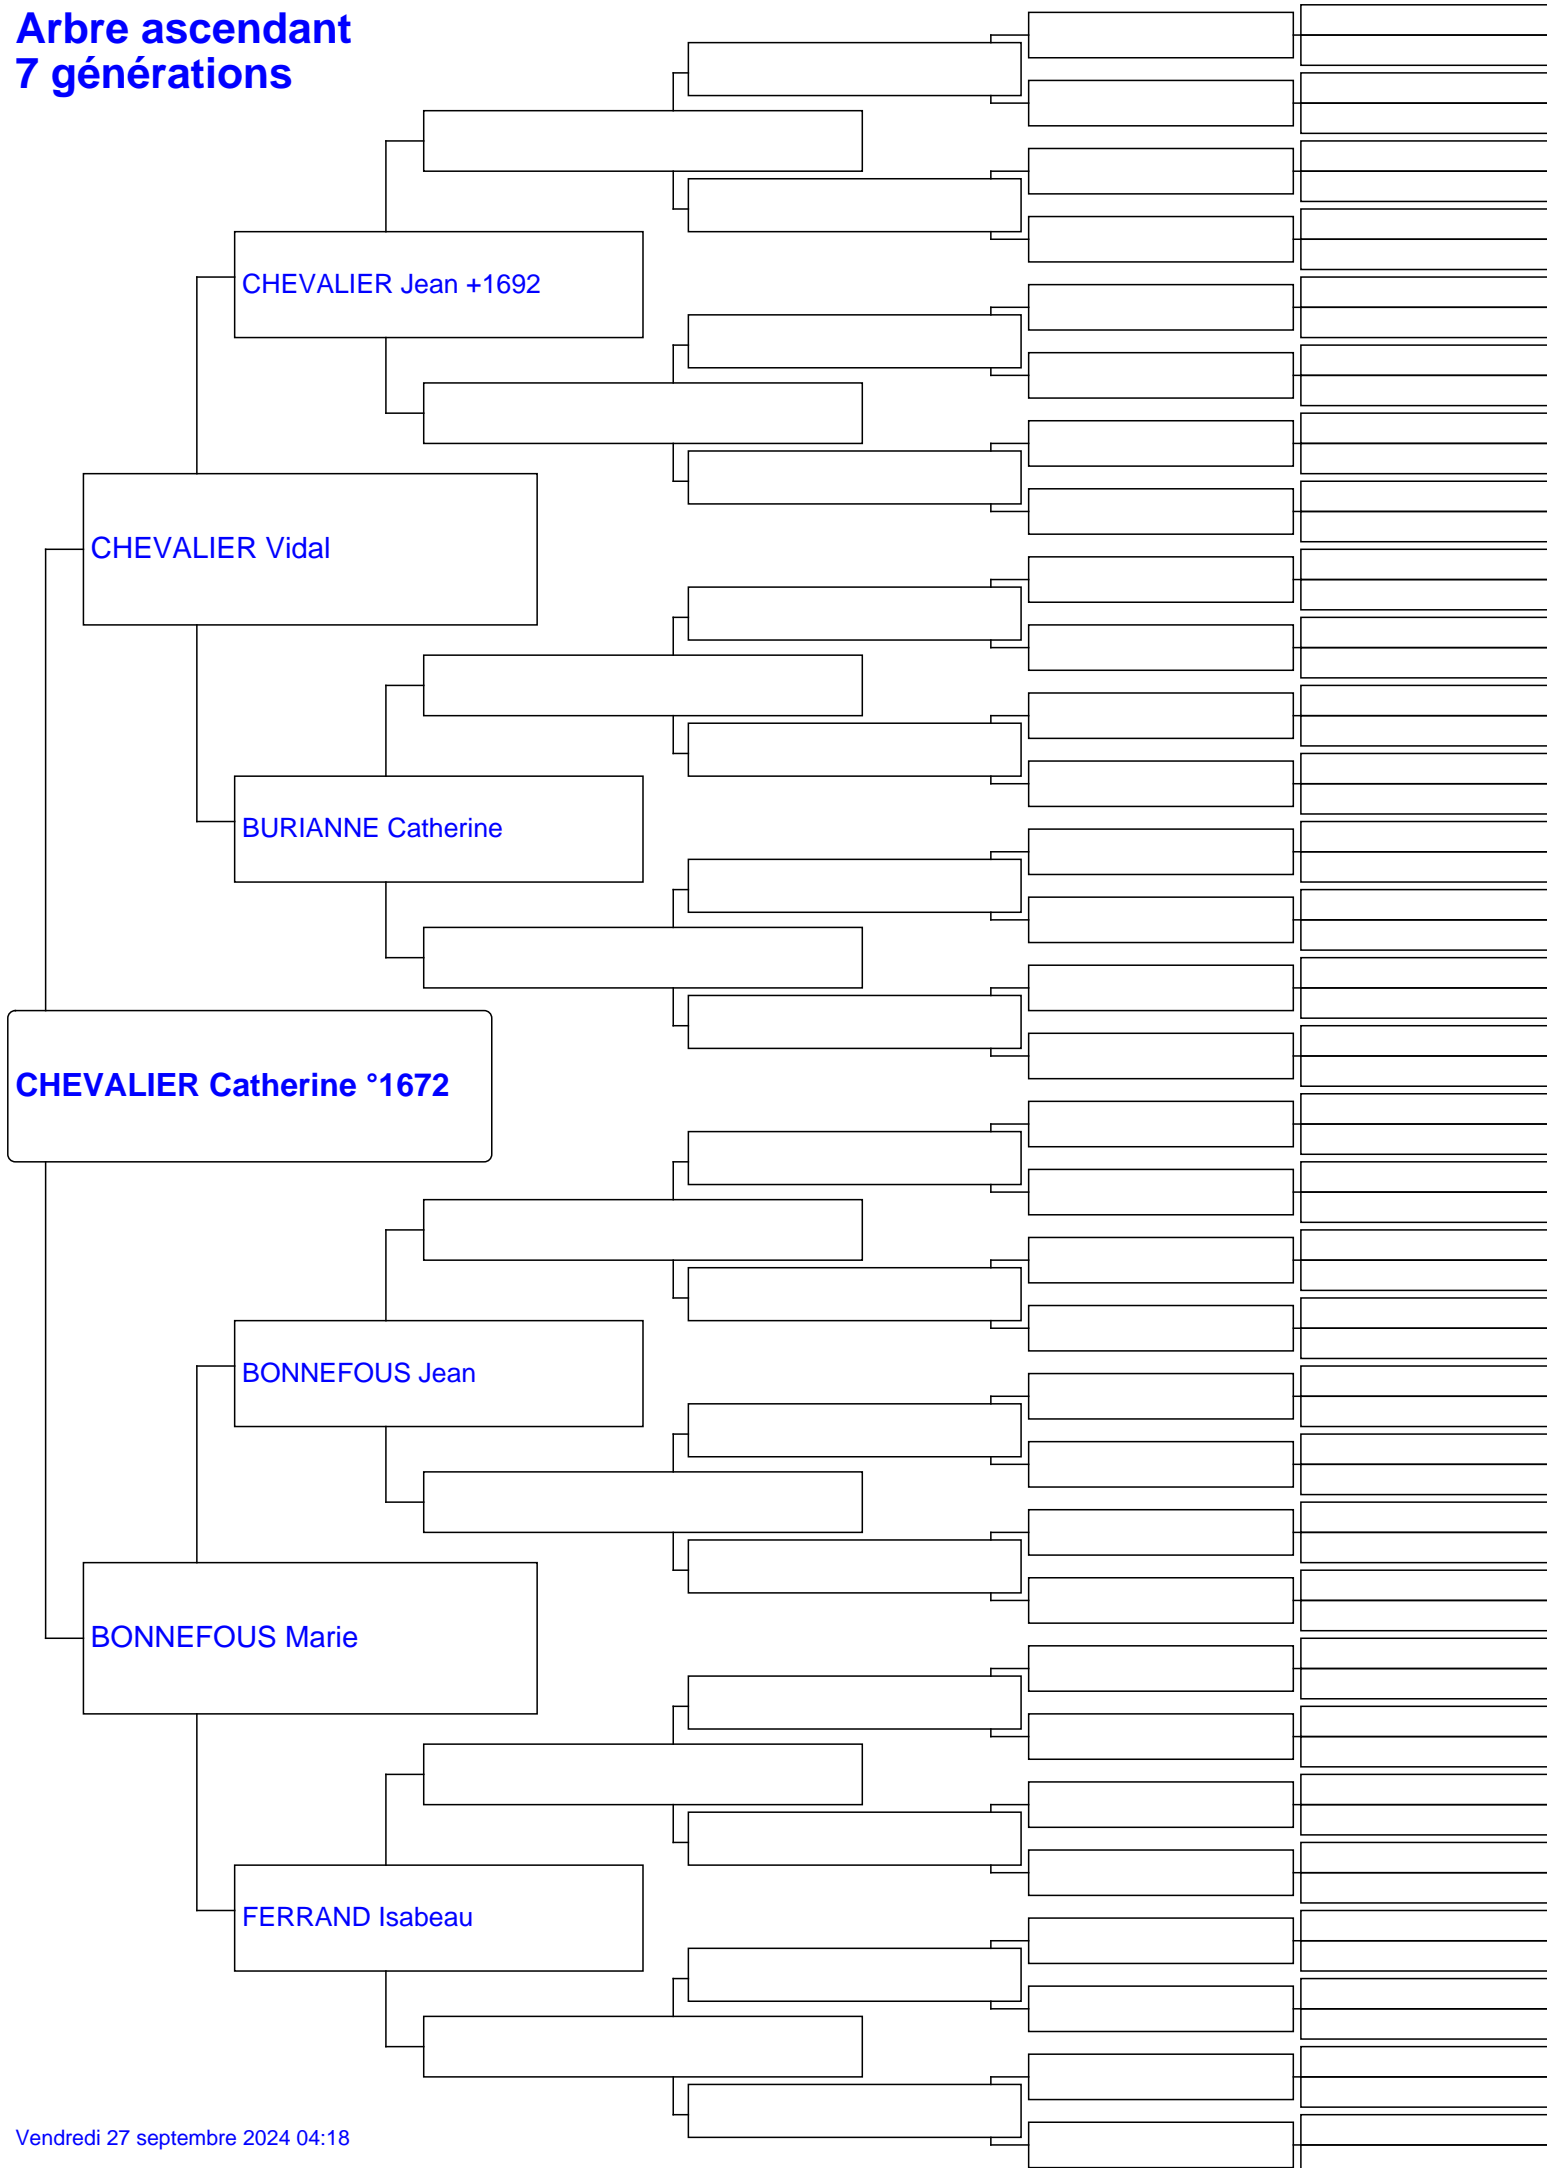 Arbre ascendant
7 générations
CHEVALIER Jean +1692
CHEVALIER Vidal
BURIANNE Catherine
CHEVALIER Catherine °1672
BONNEFOUS Jean
BONNEFOUS Marie
FERRAND Isabeau
Vendredi 27 septembre 2024 04:18